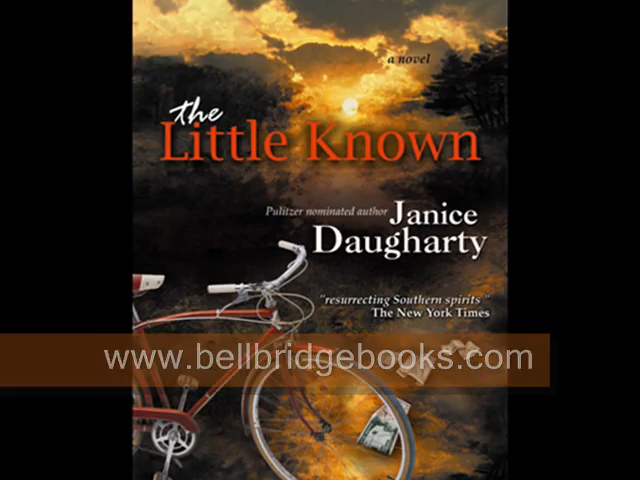 a novel
the
Little Known
Pulitzer nominated author Janice
Daugharty
"resurrecting Southern spirits"
The New York Times
www.bellbridgebooks.com